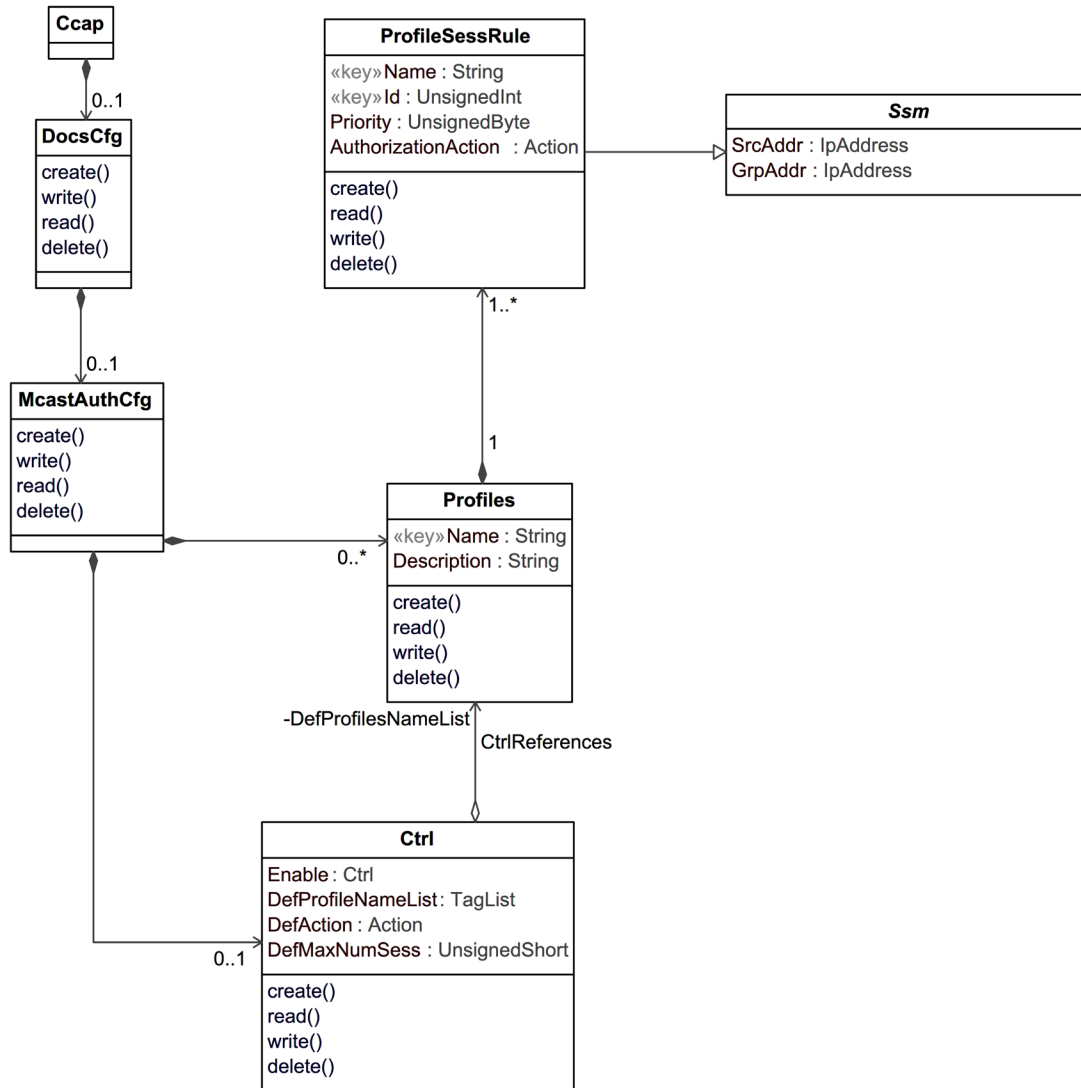 Ccap
0..1
DocsCfg
create()
write()
read()
delete()
0..1
McastAuthCfg
create()
write()
read()
delete()
ProfileSessRule
«key»Name : String
«key»Id : UnsignedInt
Priority : UnsignedByte
AuthorizationAction : Action
create()
read()
write()
delete()
Ssm
SrcAddr : IpAddress
GrpAddr : IpAddress
1..*
1
0..*
Profiles
«key»Name : String
Description : String
create()
read()
write()
delete()
-DefProfilesNameList
CtrlReferences
0..1
Ctrl
Enable : Ctrl
DefProfileNameList : TagList
DefAction : Action
DefMaxNumSess : UnsignedShort
create()
read()
write()
delete()